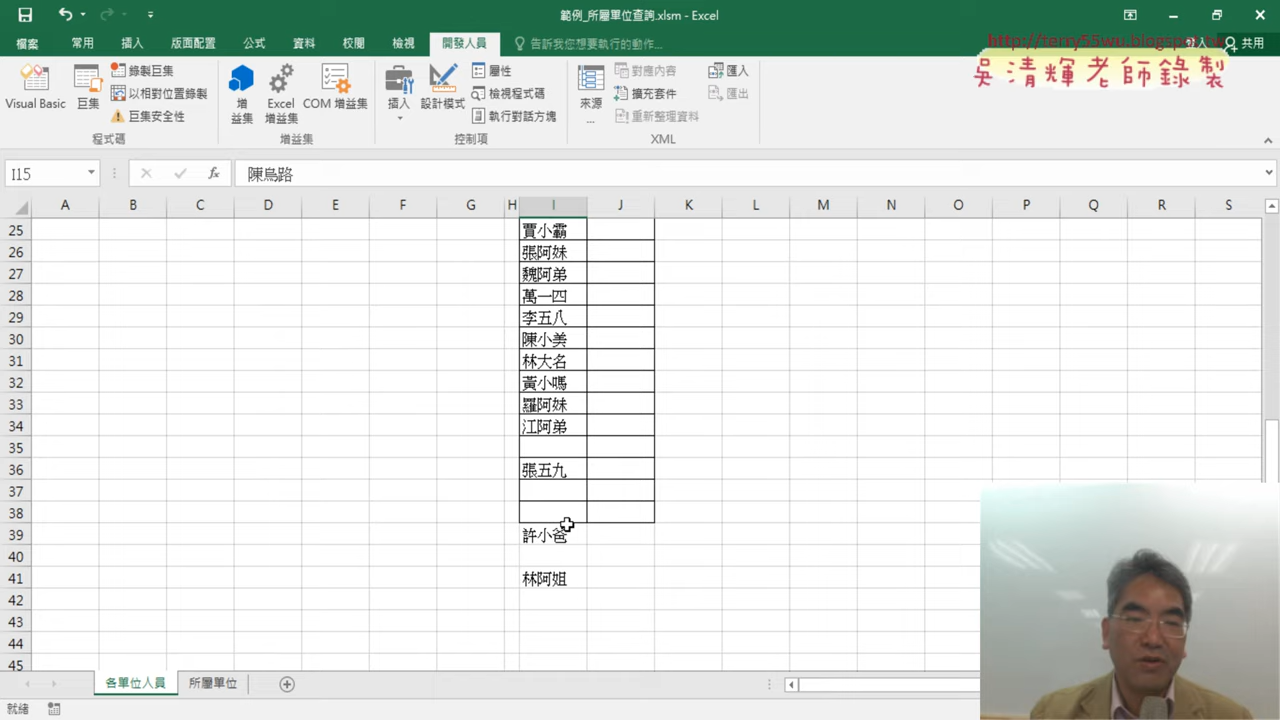 範例_所屬單位查詢.xlsm - Excel
檔案 常用 插入 版面配置 公式 資料 校閱 檢視 開發人員 告訴我您想要執行的動作... 登入 共用
http://terry55wu.blogspot.tw
吳清輝老師錄製
Visual Basic 巨集 錄製巨集 以相對位置錄製 巨集安全性 增益集 Excel 增益集 COM 增益集 插入 設計模式 屬性 檢視程式碼 執行對話方塊 來源... 對應內容 擴充套件 重新整理資料 匯入 匯出
程式碼 增益集 控制項 XML
I15 fx 陳烏路
A B C D E F G H I J K L M N O P Q R S
25 賈小霸
26 張阿妹
27 魏阿弟
28 萬一四
29 李五八
30 陳小美
31 林大名
32 黃小嗎
33 羅阿妹
34 江阿弟
35
36 張五九
37
38
39 許小爸
40
41 林阿姐
42
43
44
45
各單位人員 所屬單位
就緒